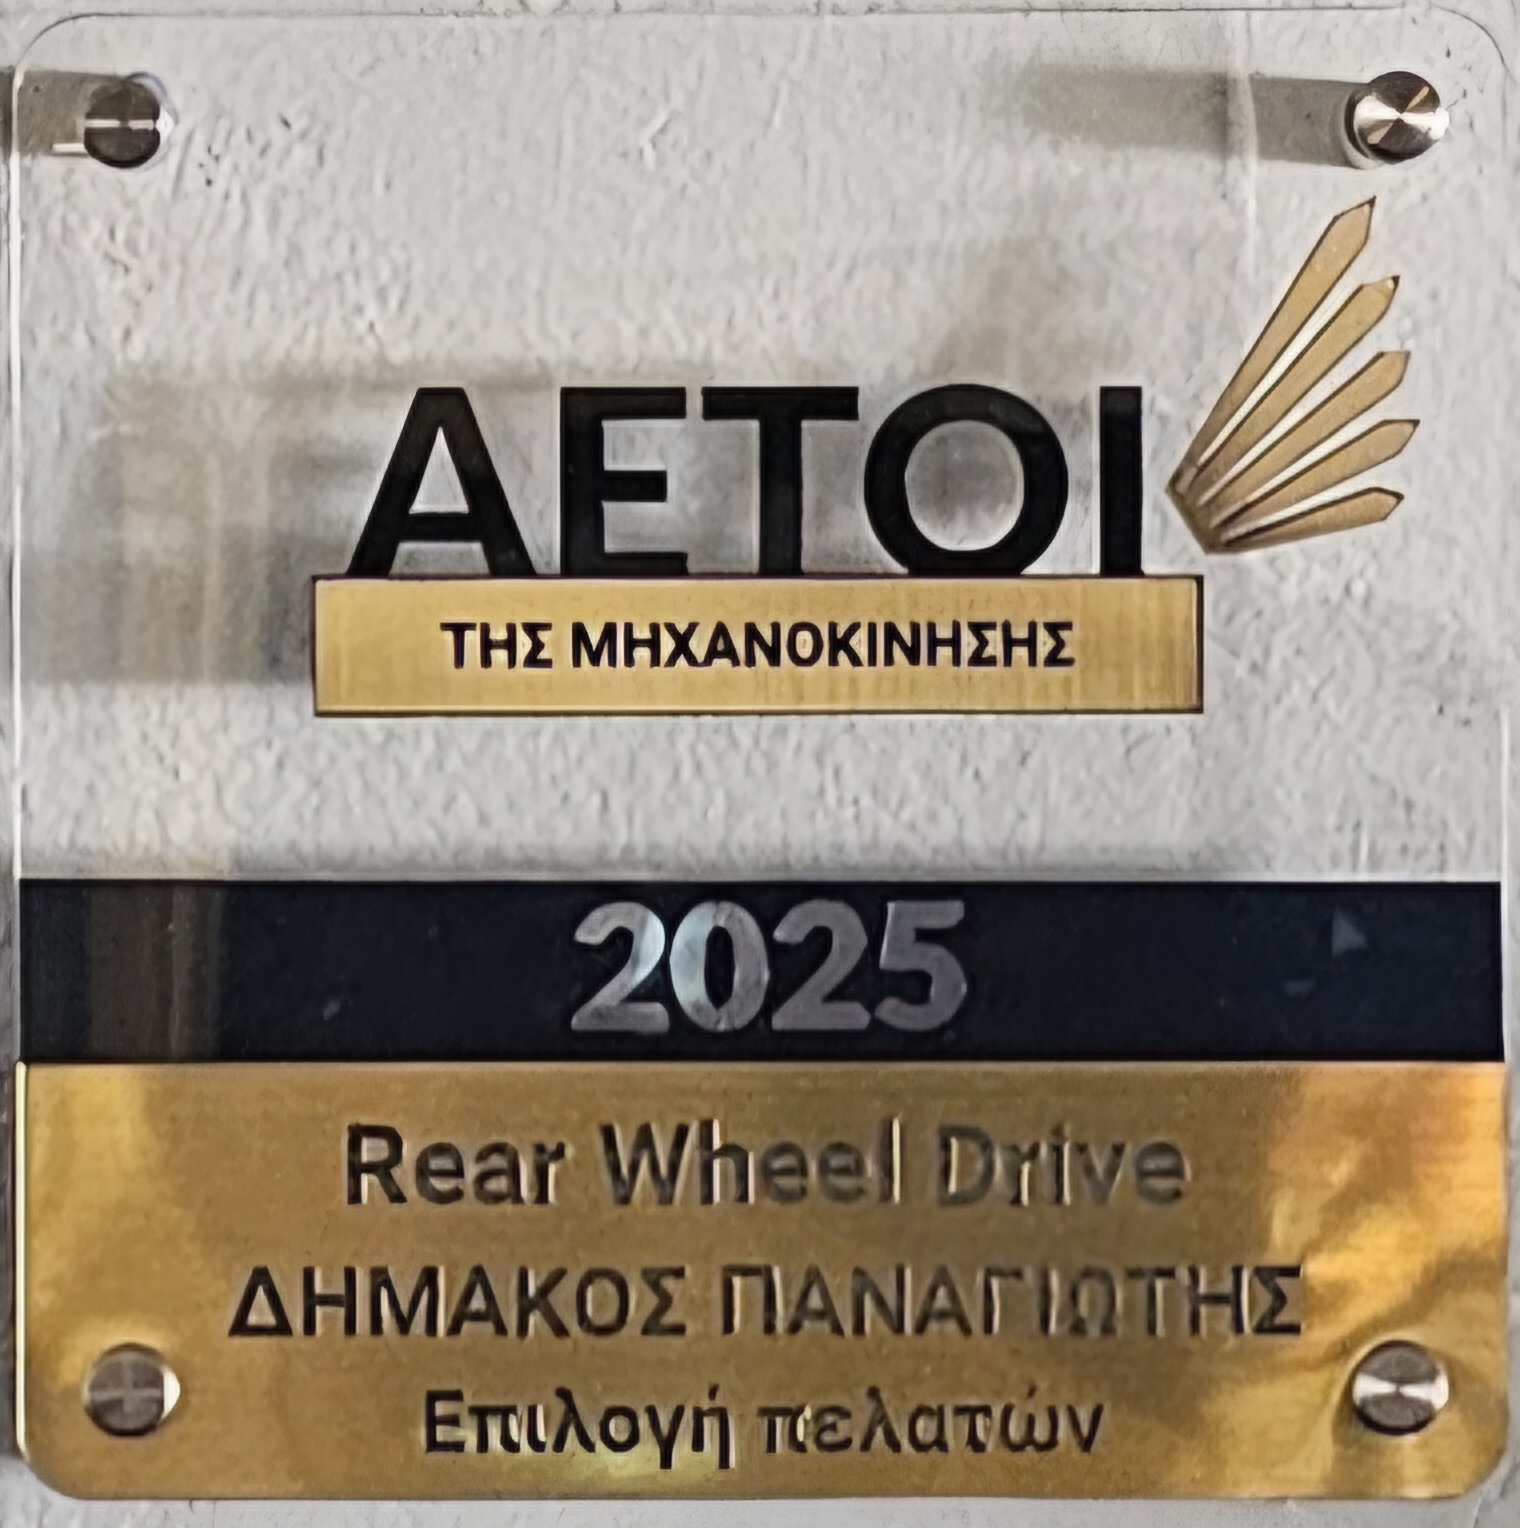 ΑΕΤΟΙ
ΤΗΣ ΜΗΧΑΝΟΚΙΝΗΣΗΣ
2025
Rear Wheel Drive
ΔΗΜΑΚΟΣ ΠΑΝΑΓΙΩΤΗΣ
Επιλογή πελατών